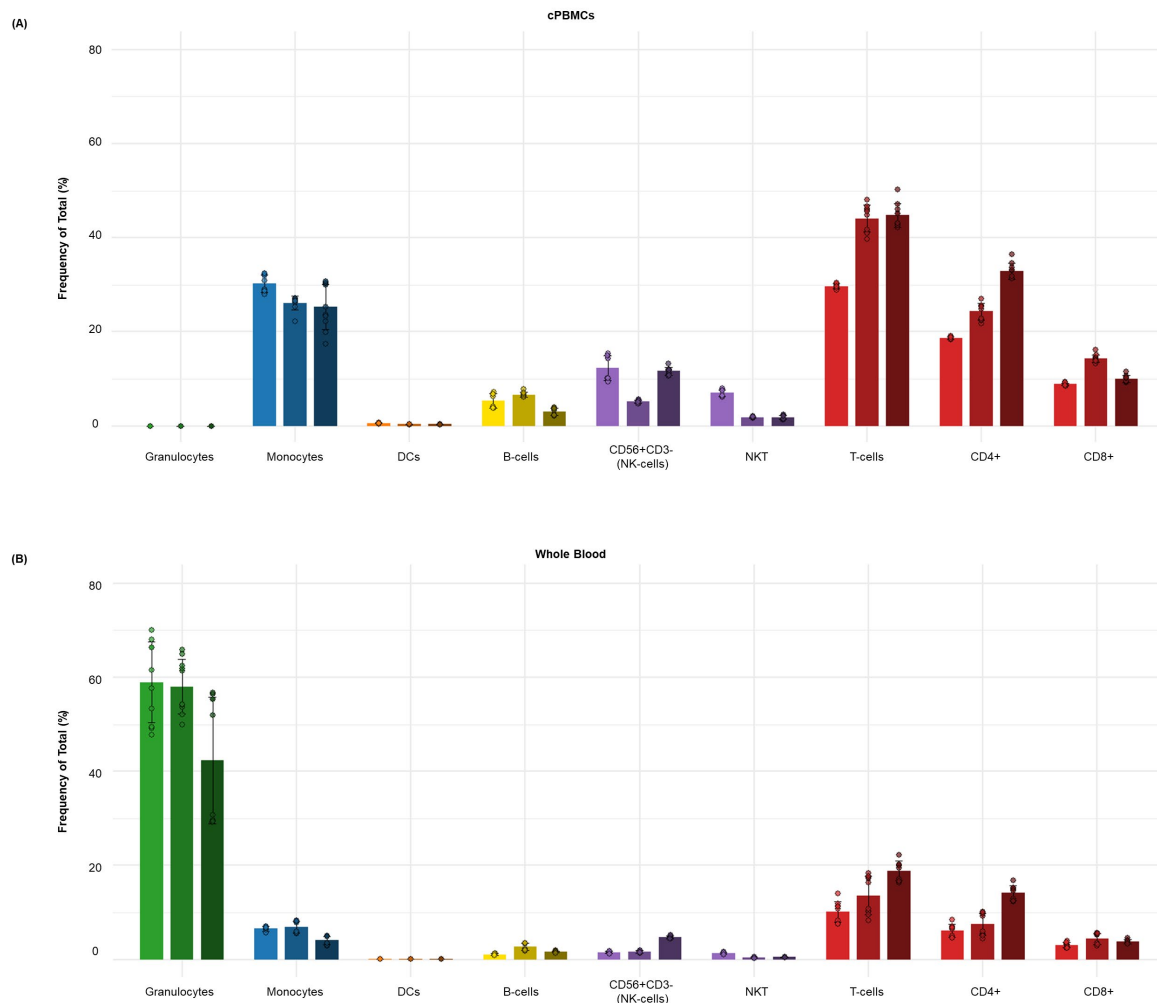 (A)
cPBMCs
80
60
40
20
0
Frequency of Total (%)
Granulocytes
Monocytes
DCs
B-cells
CD56+CD3-
(NK-cells)
NKT
T-cells
CD4+
CD8+
(B)
Whole Blood
80
60
40
20
0
Frequency of Total (%)
Granulocytes
Monocytes
DCs
B-cells
CD56+CD3-
(NK-cells)
NKT
T-cells
CD4+
CD8+